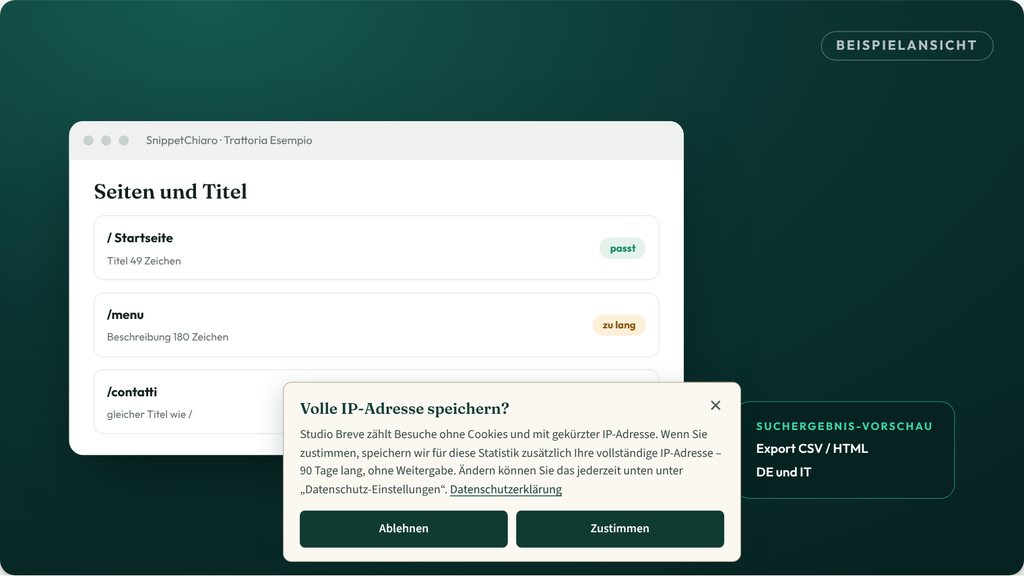 BEISPIELANSICHT
SnippetChiaro · Trattoria Esempio
Seiten und Titel
/ Startseite
Titel 49 Zeichen
passt
/menu
Beschreibung 180 Zeichen
zu lang
/contatti
gleicher Titel wie /
Volle IP-Adresse speichern?
Studio Breve zählt Besuche ohne Cookies und mit gekürzter IP-Adresse. Wenn Sie
zustimmen, speichern wir für diese Statistik zusätzlich Ihre vollständige IP-Adresse –
90 Tage lang, ohne Weitergabe. Ändern können Sie das jederzeit unten unter
„Datenschutz-Einstellungen“. Datenschutzerklärung
Ablehnen
Zustimmen
SUCHERGEBNIS-VORSCHAU
Export CSV / HTML
DE und IT